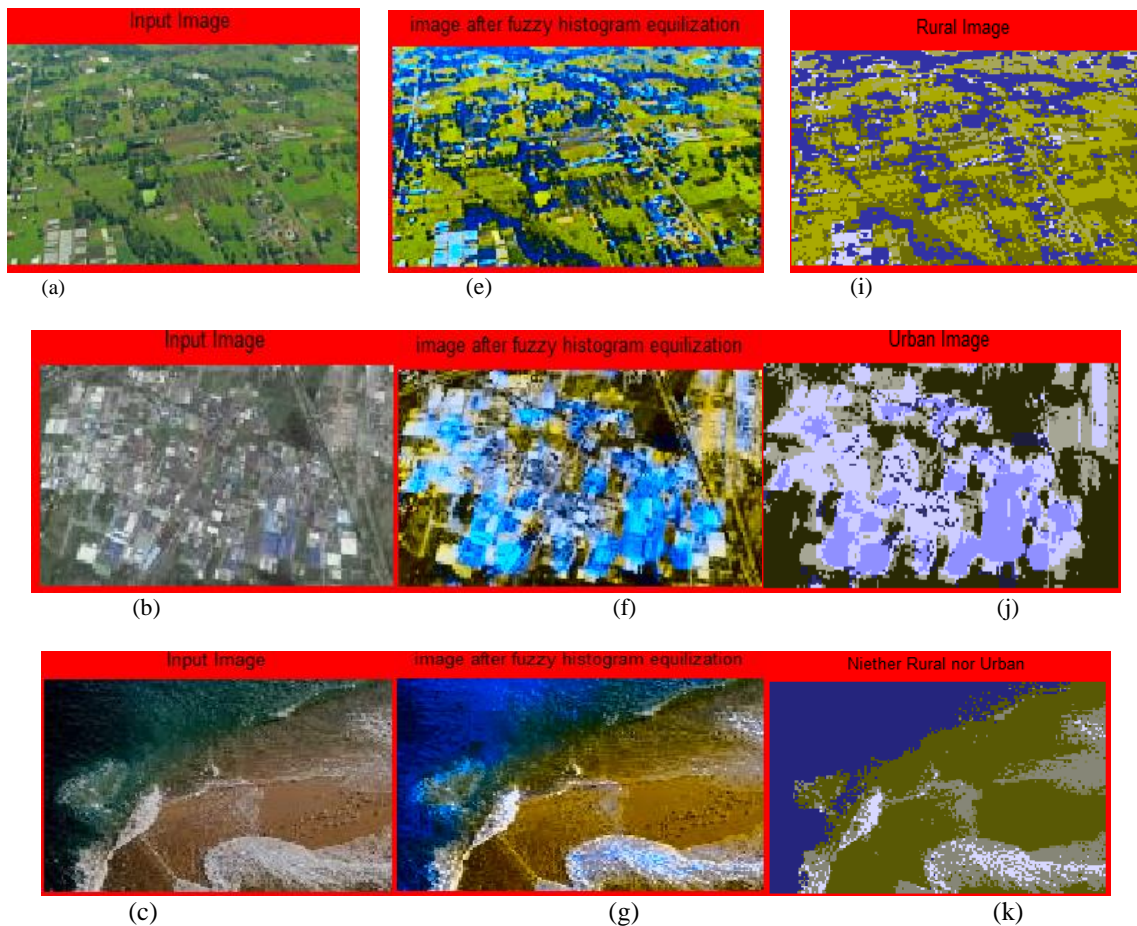 Input Image
image after fuzzy histogram equilization
Rural Image
(a)
(e)
(i)
Input Image
image after fuzzy histogram equilization
Urban Image
(b)
(f)
(j)
Input Image
image after fuzzy histogram equilization
Niether Rural nor Urban
(c)
(g)
(k)